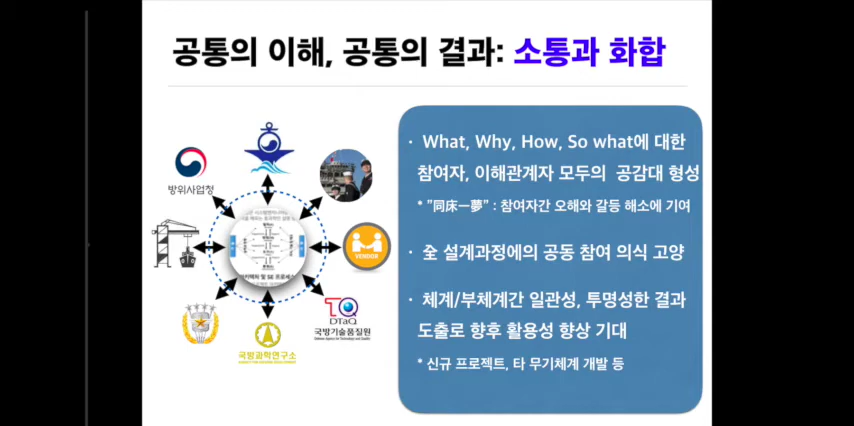 공통의 이해, 공통의 결과: 소통과 화합
방위사업청
VENDOR
DTaQ
국방기술품질원
Defense Agency for Technology and Quality
국방과학연구소
· What, Why, How, So what에 대한
참여자, 이해관계자 모두의 공감대 형성
* "同床一夢" : 참여자간 오해와 갈등 해소에 기여
· 全 설계과정에의 공동 참여 의식 고양
· 체계/부체계간 일관성, 투명성한 결과
도출로 향후 활용성 향상 기대
* 신규 프로젝트, 타 무기체계 개발 등